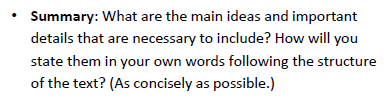 • Summary: What are the main ideas and important
details that are necessary to include? How will you
state them in your own words following the structure
of the text? (As concisely as possible.)